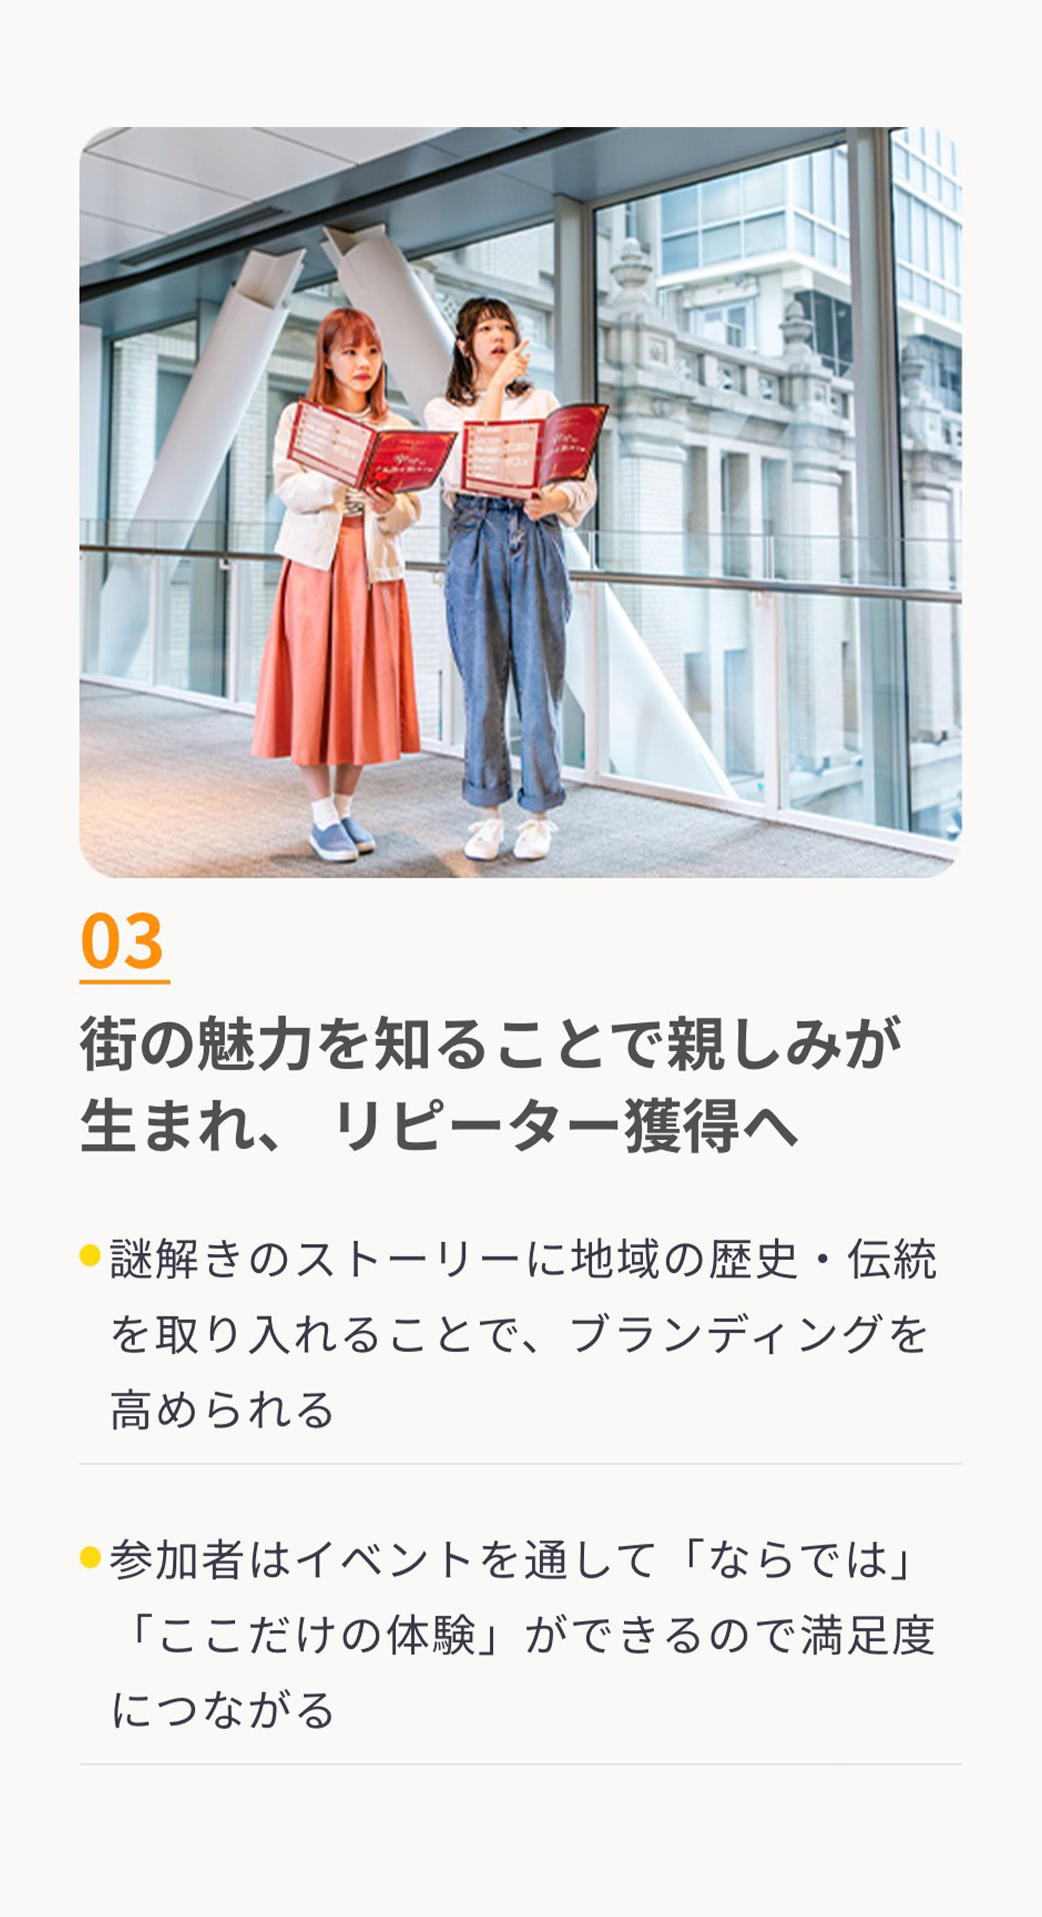 03
街の魅力を知ることで親しみが
生まれ、 リピーター獲得へ
謎解きのストーリーに地域の歴史・伝統
を取り入れることで、ブランディングを
高められる
参加者はイベントを通して「ならでは」
「ここだけの体験」ができるので満足度
につながる